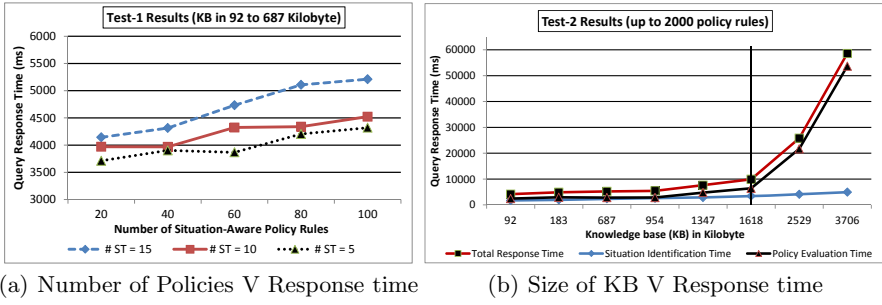 Test-1 Results (KB in 92 to 687 Kilobyte)
Query Response Time (ms)
6000
5500
5000
4500
4000
3500
3000
20 40 60 80 100
Number of Situation-Aware Policy Rules
# ST = 15 # ST = 10 # ST = 5
(a) Number of Policies V Response time
Test-2 Results (up to 2000 policy rules)
Query Response Time (ms)
60000
50000
40000
30000
20000
10000
0
92 183 687 954 1347 1618 2529 3706
Knowledge base (KB) in Kilobyte
Total Response Time Situation Identification Time Policy Evaluation Time
(b) Size of KB V Response time